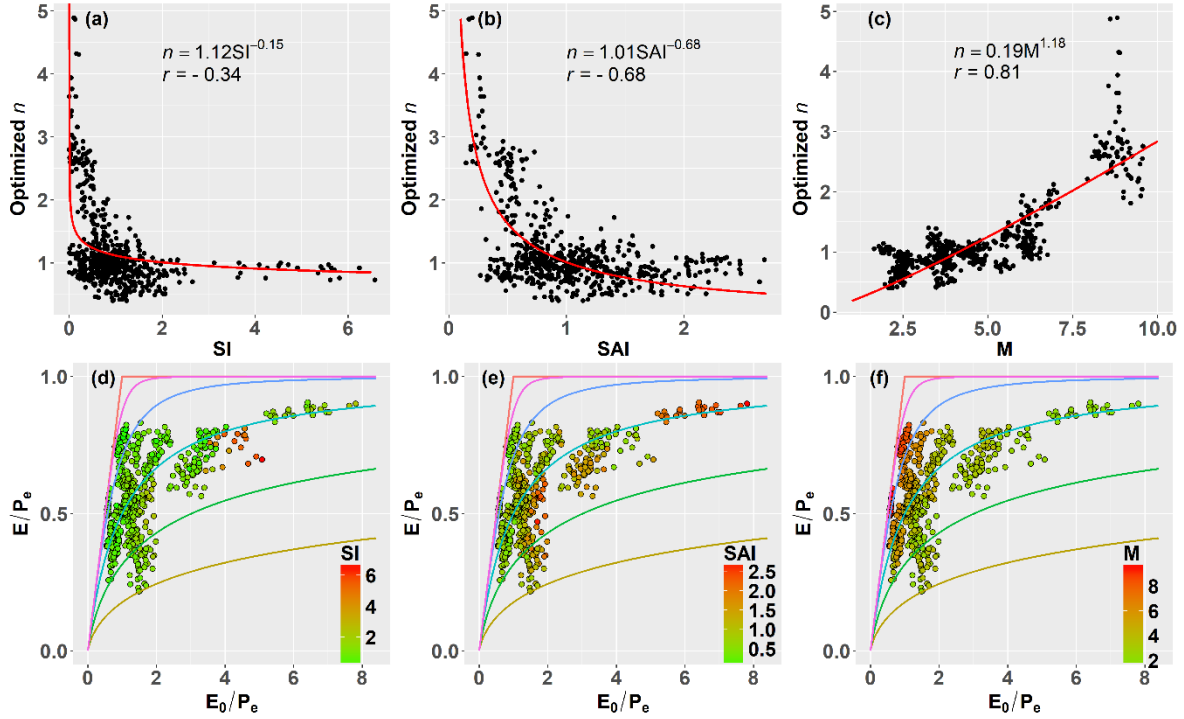 (a)
n = 1.12SI^−0.15
r = - 0.34
Optimized n
5
4
3
2
1
0
2
4
6
SI
(b)
n = 1.01SAI^−0.68
r = - 0.68
Optimized n
5
4
3
2
1
0
1
2
SAI
(c)
n = 0.19M^1.18
r = 0.81
Optimized n
5
4
3
2
1
0
2.5
5.0
7.5
10.0
M
(d)
E/Pe
1.0
0.5
0.0
SI
6
4
2
0
2
4
6
8
E0/Pe
(e)
E/Pe
1.0
0.5
0.0
SAI
2.5
2.0
1.5
1.0
0.5
0
2
4
6
8
E0/Pe
(f)
E/Pe
1.0
0.5
0.0
M
8
6
4
2
0
2
4
6
8
E0/Pe